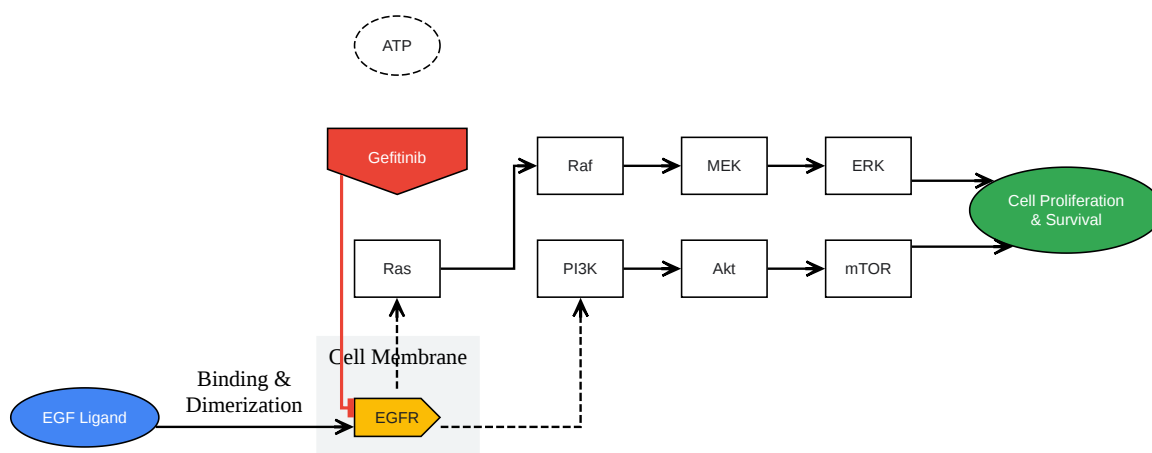 ATP
Gefitinib
Raf
MEK
ERK
Cell Proliferation
& Survival
Ras
PI3K
Akt
mTOR
Cell Membrane
Binding &
Dimerization
EGF Ligand
EGFR